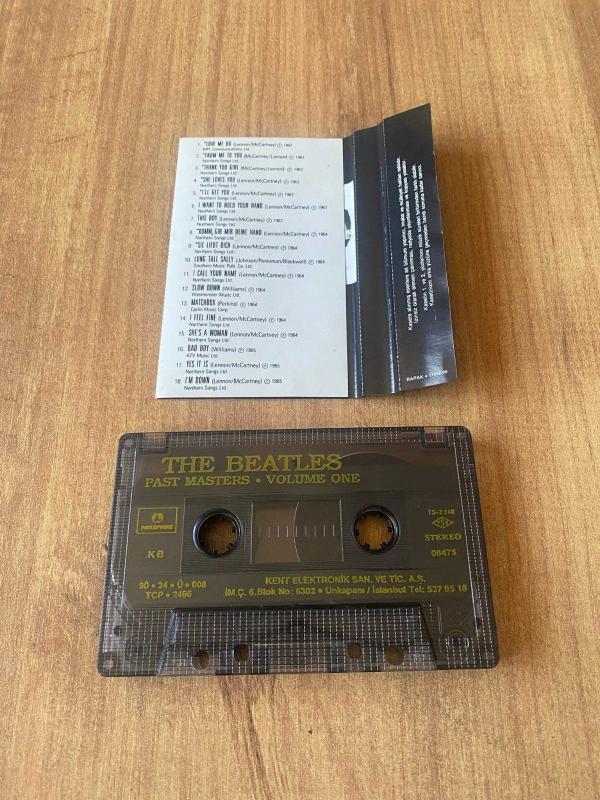 1. *LOVE ME DO (Lennon/McCartney) Ⓟ 1962
MPL Communications Ltd.
2. *FROM ME TO YOU (McCartney/Lennon) Ⓟ 1963
Northern Songs Ltd.
3. *THANK YOU GIRL (McCartney/Lennon) Ⓟ 1963
Northern Songs Ltd.
4. *SHE LOVES YOU (Lennon/McCartney) Ⓟ 1963
Northern Songs Ltd.
5. *I'LL GET YOU (Lennon/McCartney) Ⓟ 1963
Northern Songs Ltd.
6. I WANT TO HOLD YOUR HAND (Lennon/McCartney) Ⓟ 1963
Northern Songs Ltd.
7. THIS BOY (Lennon/McCartney) Ⓟ 1963
Northern Songs Ltd.
8. *KOMM, GIB MIR DEINE HAND (Lennon/McCartney) Ⓟ 1964
Northern Songs Ltd.
9. *SIE LIEBT DICH (Lennon/McCartney) Ⓟ 1964
Northern Songs Ltd.
10. LONG TALL SALLY (Johnson/Penniman/Blackwell) Ⓟ 1964
Southern Music Publ. Co. Ltd.
11. I CALL YOUR NAME (Lennon/McCartney) Ⓟ 1964
Northern Songs Ltd.
12. SLOW DOWN (Williams) Ⓟ 1964
Westminster Music Ltd.
13. MATCHBOX (Perkins) Ⓟ 1964
Carlin Music Corp
14. I FEEL FINE (Lennon/McCartney) Ⓟ 1964
Northern Songs Ltd.
15. SHE'S A WOMAN (Lennon/McCartney) Ⓟ 1964
Northern Songs Ltd.
16. BAD BOY (Williams) Ⓟ 1965
ATV Music Ltd.
17. YES IT IS (Lennon/McCartney) Ⓟ 1965
Northern Songs Ltd.
18. I'M DOWN (Lennon/McCartney) Ⓟ 1965
Northern Songs Ltd.
RAPAK •
THE BEATLES
PAST MASTERS • VOLUME ONE
PARLOPHONE
TS-2248
TSE
STEREO
KB
08475
90 • 34 • Ü • 008
TCP • 2466
KENT ELEKTRONİK SAN. VE TİC. A.Ş.
İM.Ç. 6.Blok No: 6302 • Unkapanı / İstanbul Tel: 527 95 18